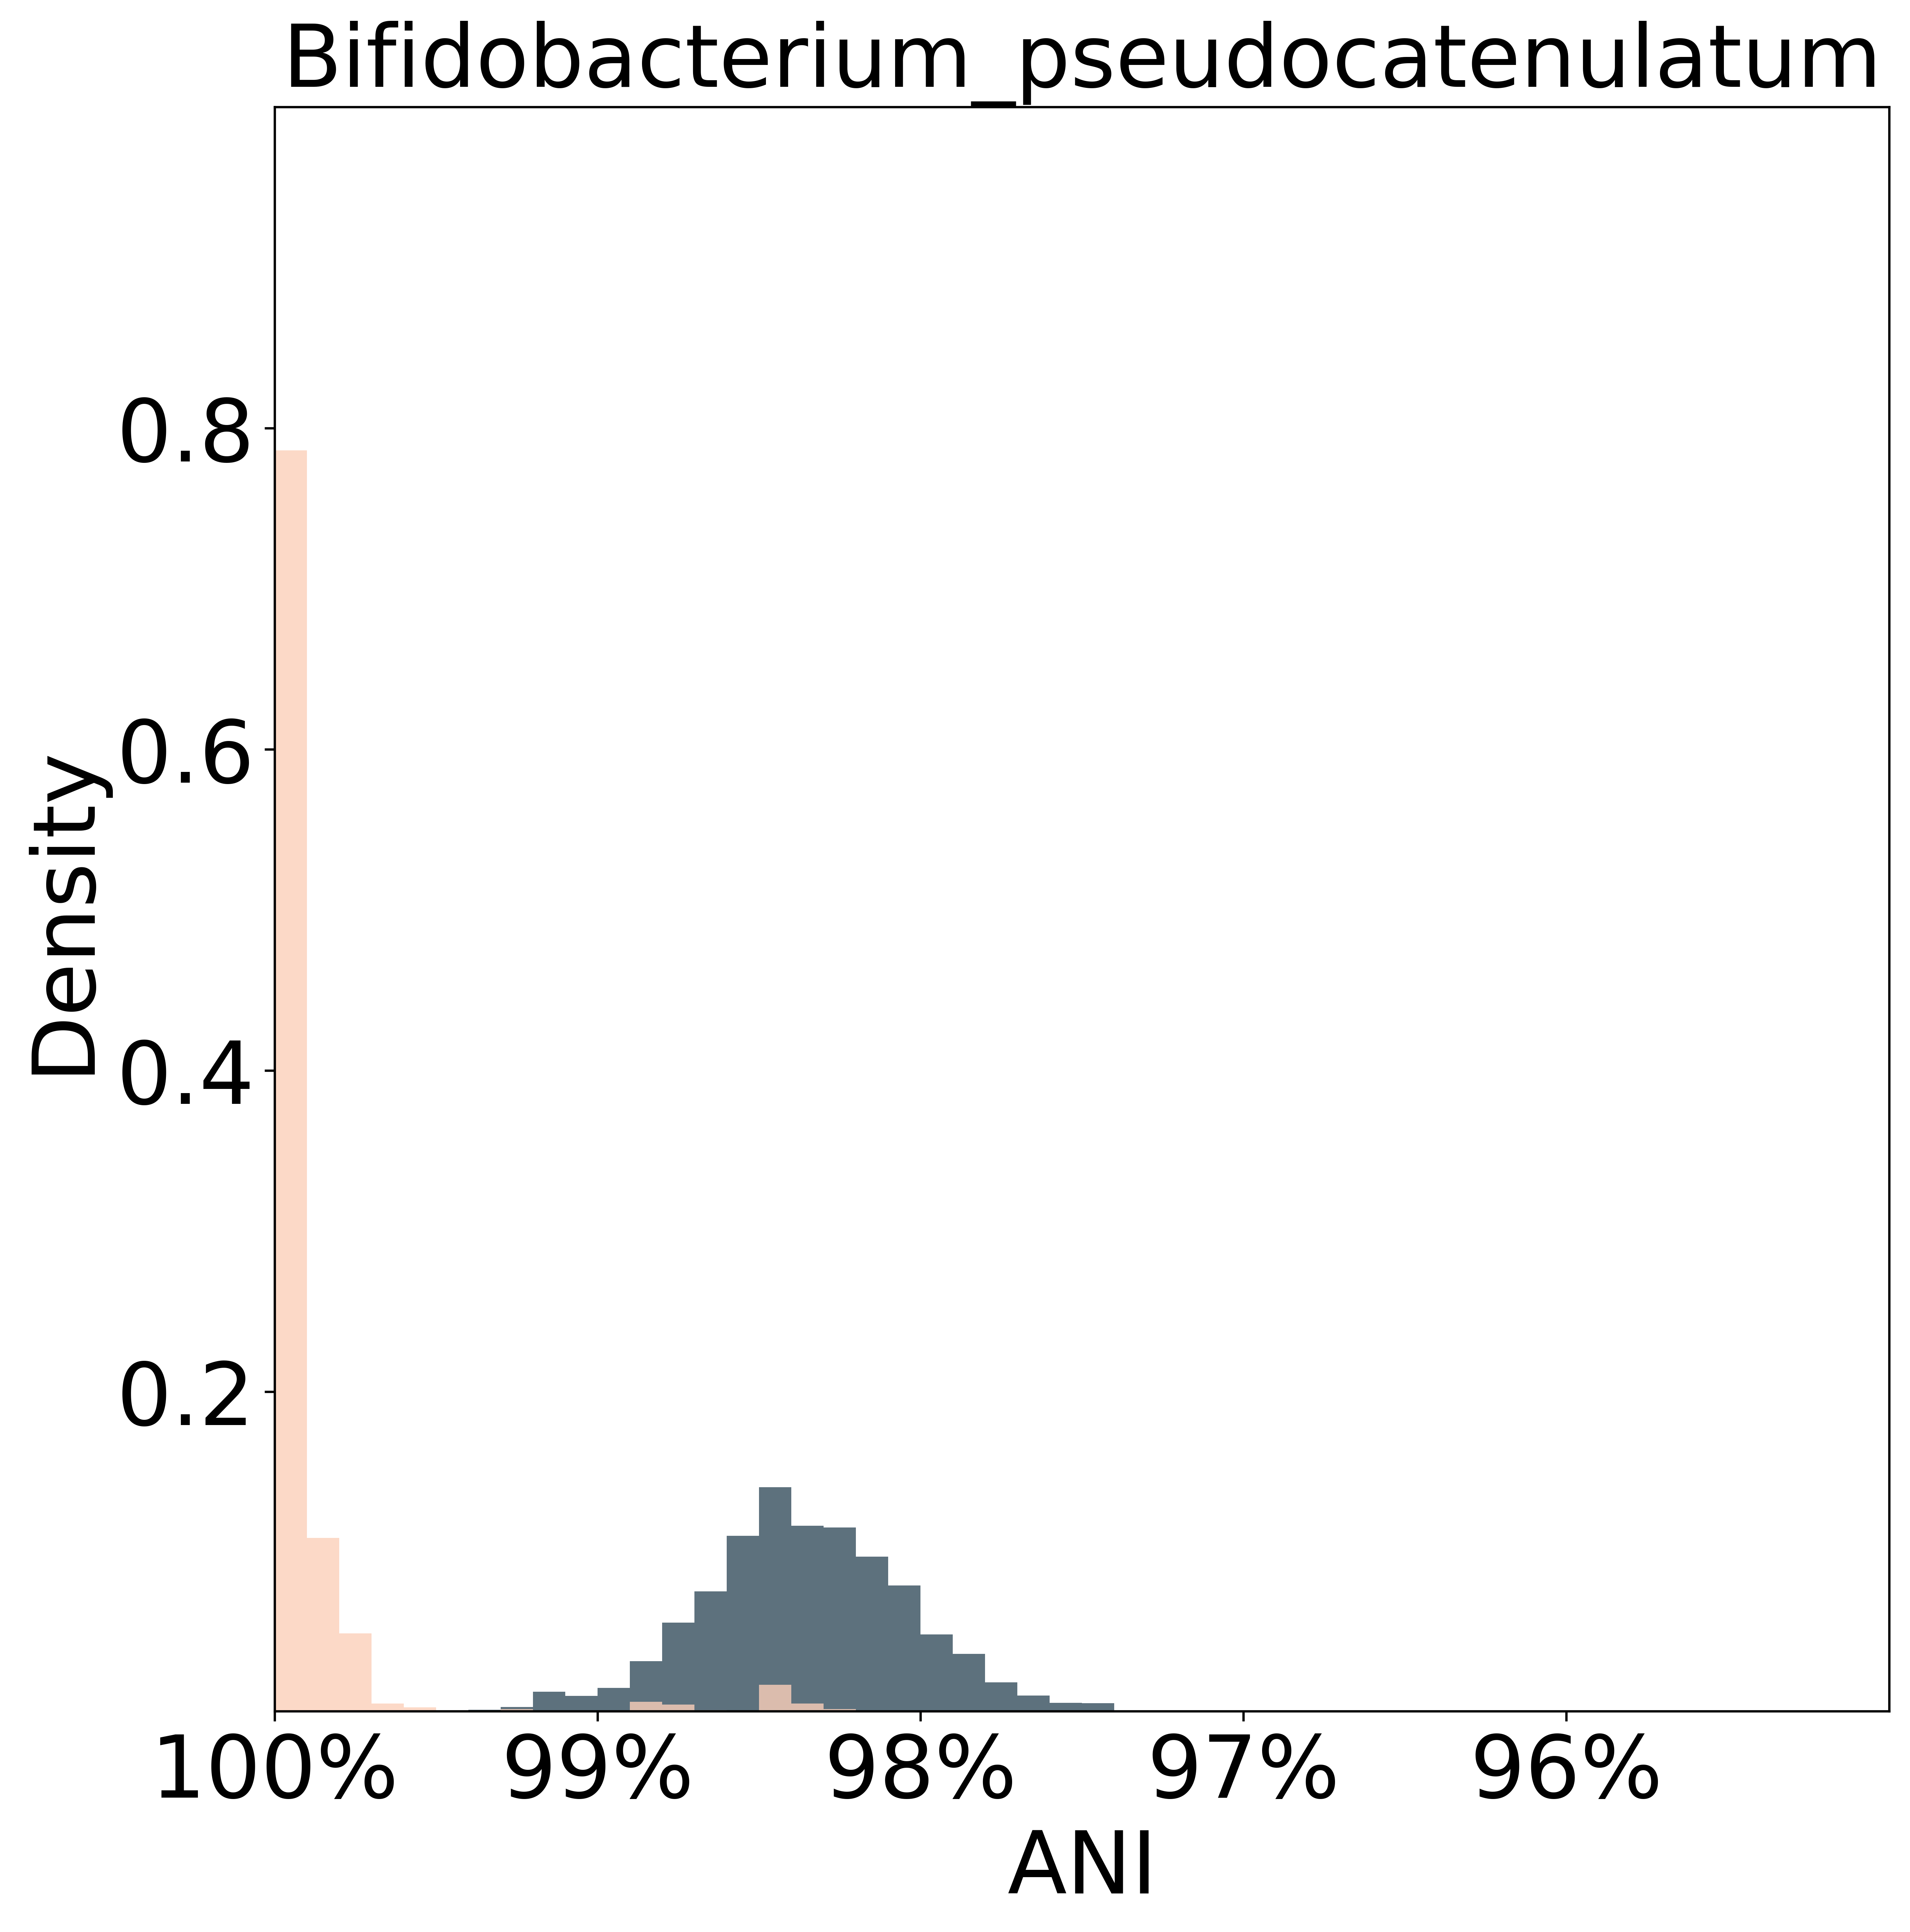 Bifidobacterium_pseudocatenulatum
0.8
0.6
0.4
0.2
Density
100% 99% 98% 97% 96%
ANI